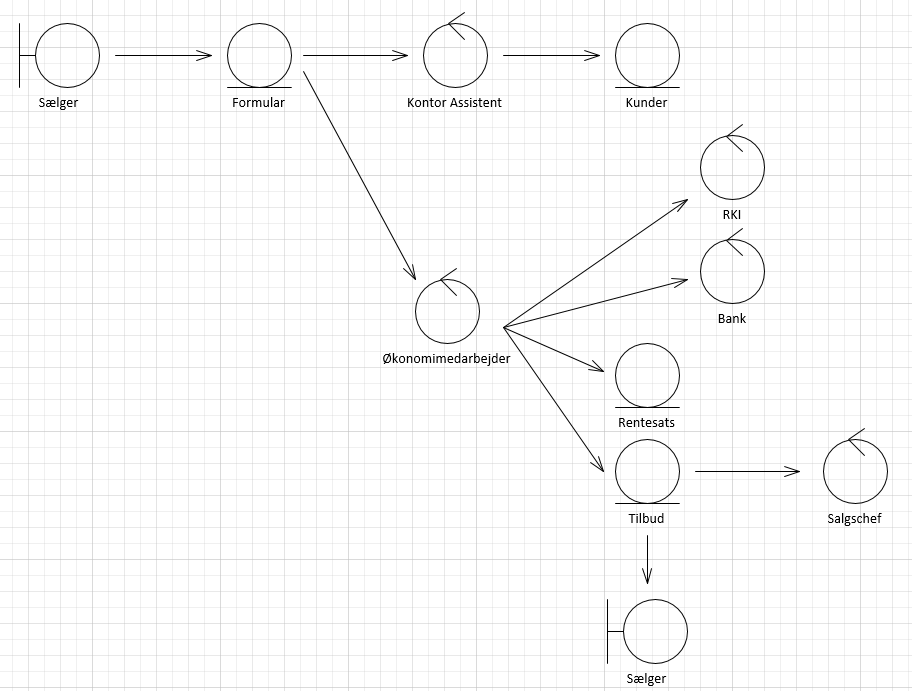 Sælger
Formular
Kontor Assistent
Kunder
RKI
Bank
Økonomimedarbejder
Rentesats
Tilbud
Salgschef
Sælger